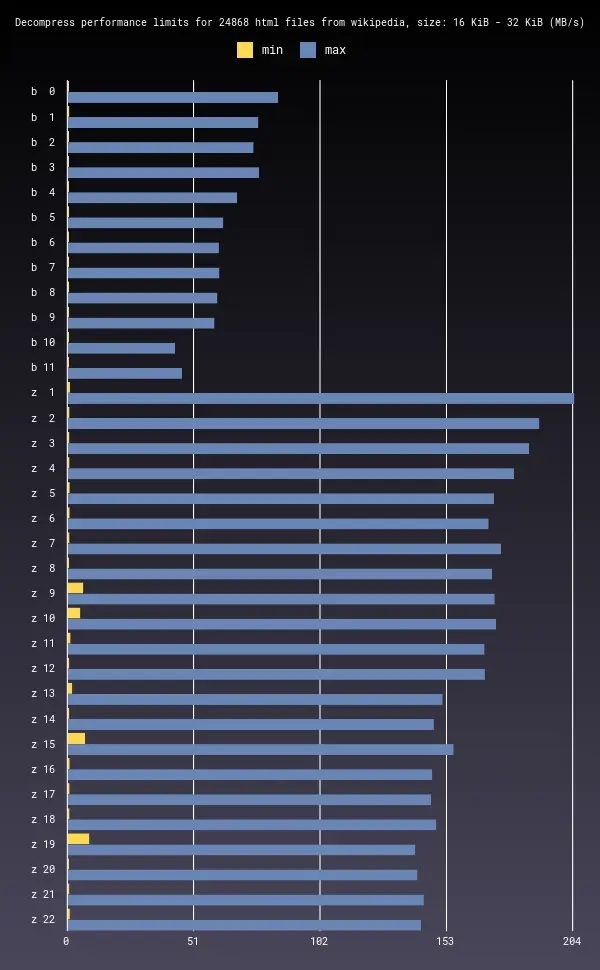 Decompress performance limits for 24868 html files from wikipedia, size: 16 KiB - 32 KiB (MB/s)
min max
b 0
b 1
b 2
b 3
b 4
b 5
b 6
b 7
b 8
b 9
b 10
b 11
z 1
z 2
z 3
z 4
z 5
z 6
z 7
z 8
z 9
z 10
z 11
z 12
z 13
z 14
z 15
z 16
z 17
z 18
z 19
z 20
z 21
z 22
0 51 102 153 204